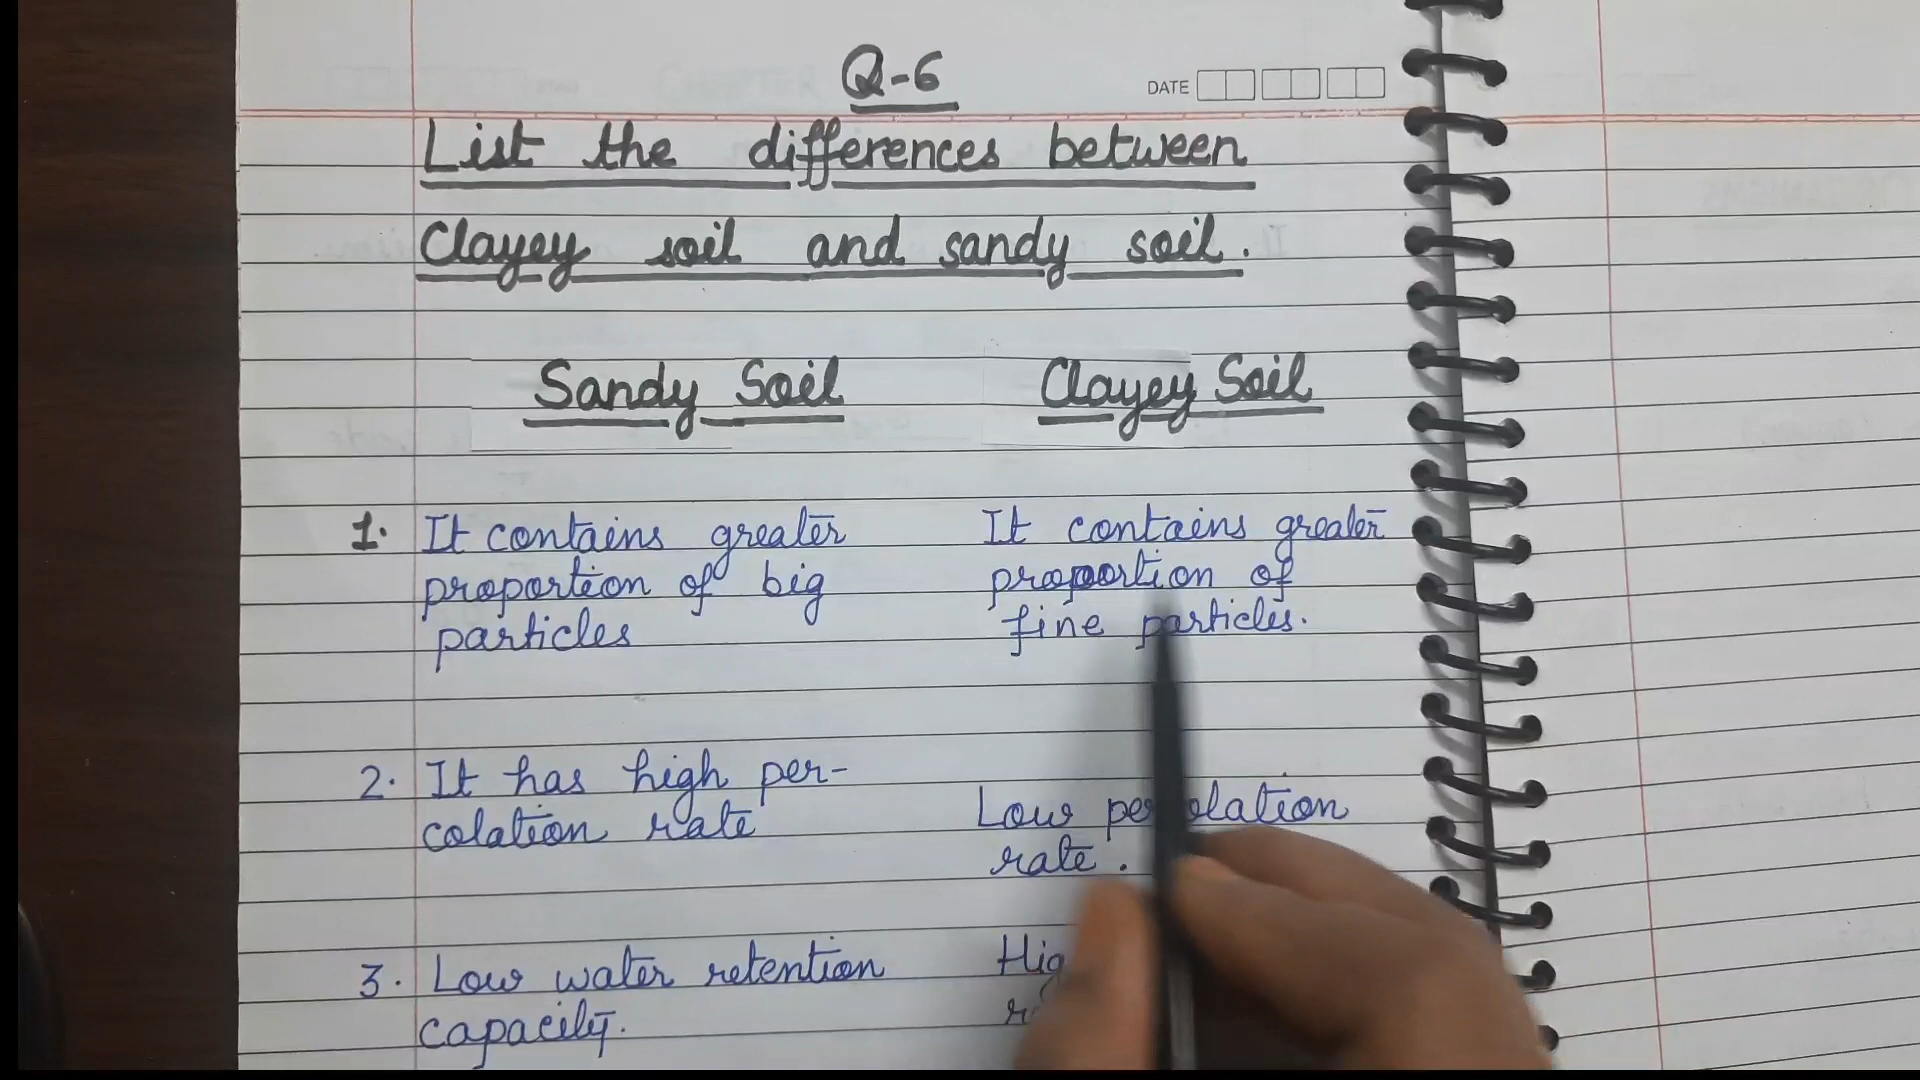 Q-6
DATE
List the differences between
Clayey soil and sandy soil.
Sandy Soil Clayey Soil
1. It contains greater
proportion of big
particles
It contains greater
proportion of
fine particles.
2. It has high per-
colation rate
Low percolation
rate.
3. Low water retention
capacity.